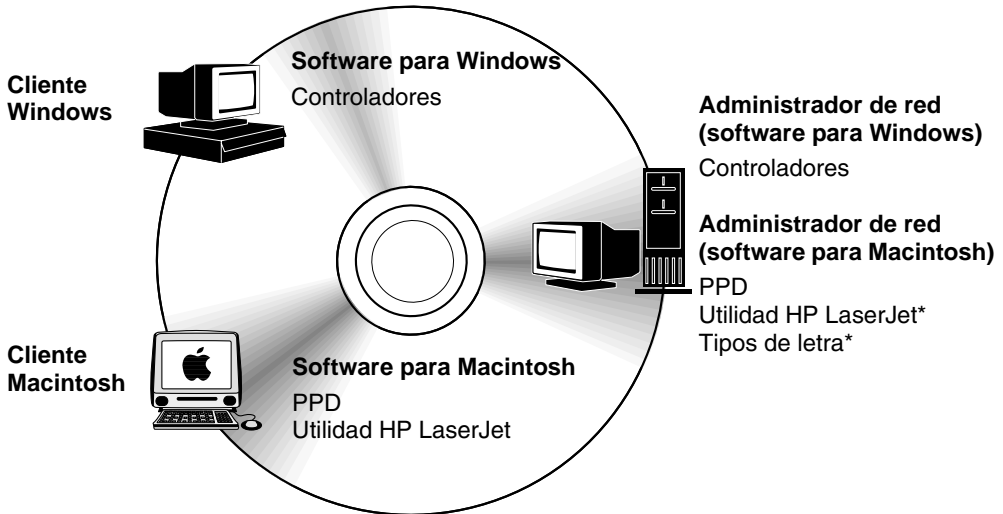 Cliente
Windows
Software para Windows
Controladores
Administrador de red
(software para Windows)
Controladores
Administrador de red
(software para Macintosh)
PPD
Utilidad HP LaserJet*
Tipos de letra*
Cliente
Macintosh
Software para Macintosh
PPD
Utilidad HP LaserJet